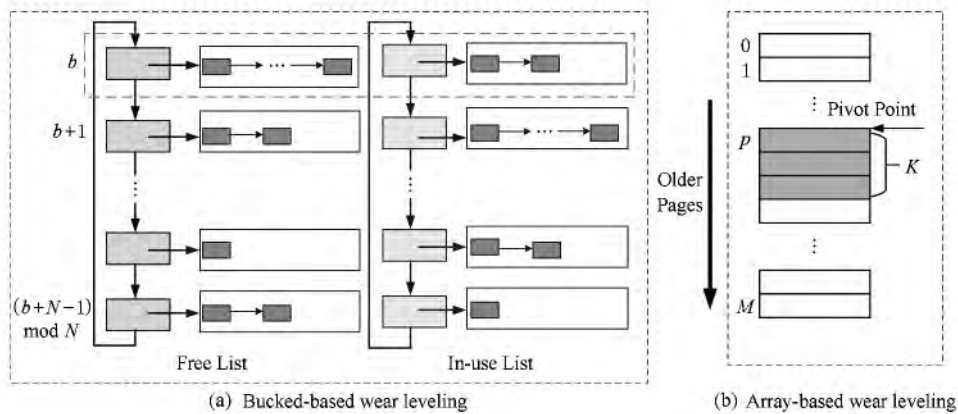 b
b+1
(b+N−1)
mod N
Free List
In-use List
(a) Bucked-based wear leveling
0
1
Pivot Point
p
K
Older
Pages
M
(b) Array-based wear leveling